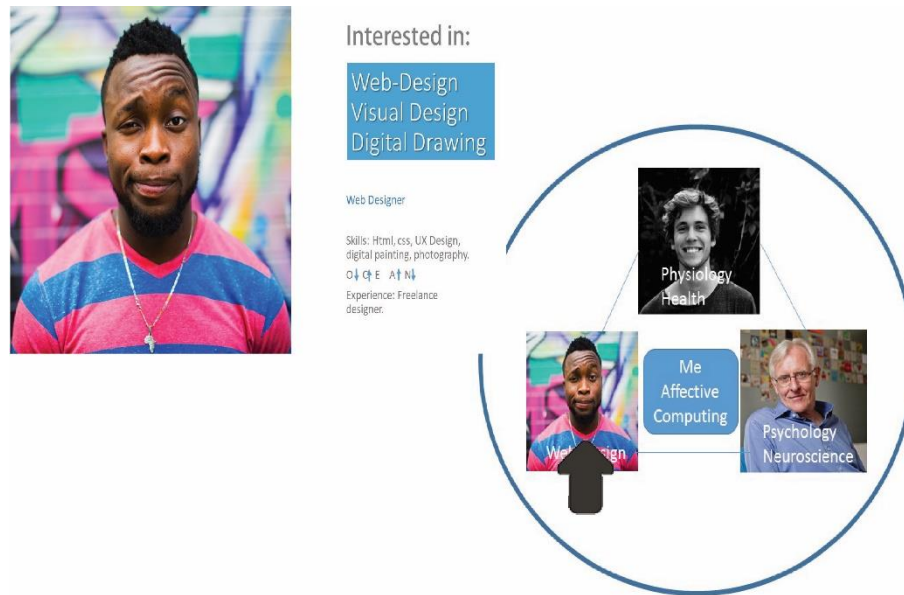 Interested in:
Web-Design
Visual Design
Digital Drawing
Web Designer
Skills: Html, css, UX Design,
digital painting, photography.
O↓ C↑ E A↑ N↓
Experience: Freelance
designer.
Physiology
Health
Me
Affective
Computing
Psychology
Neuroscience